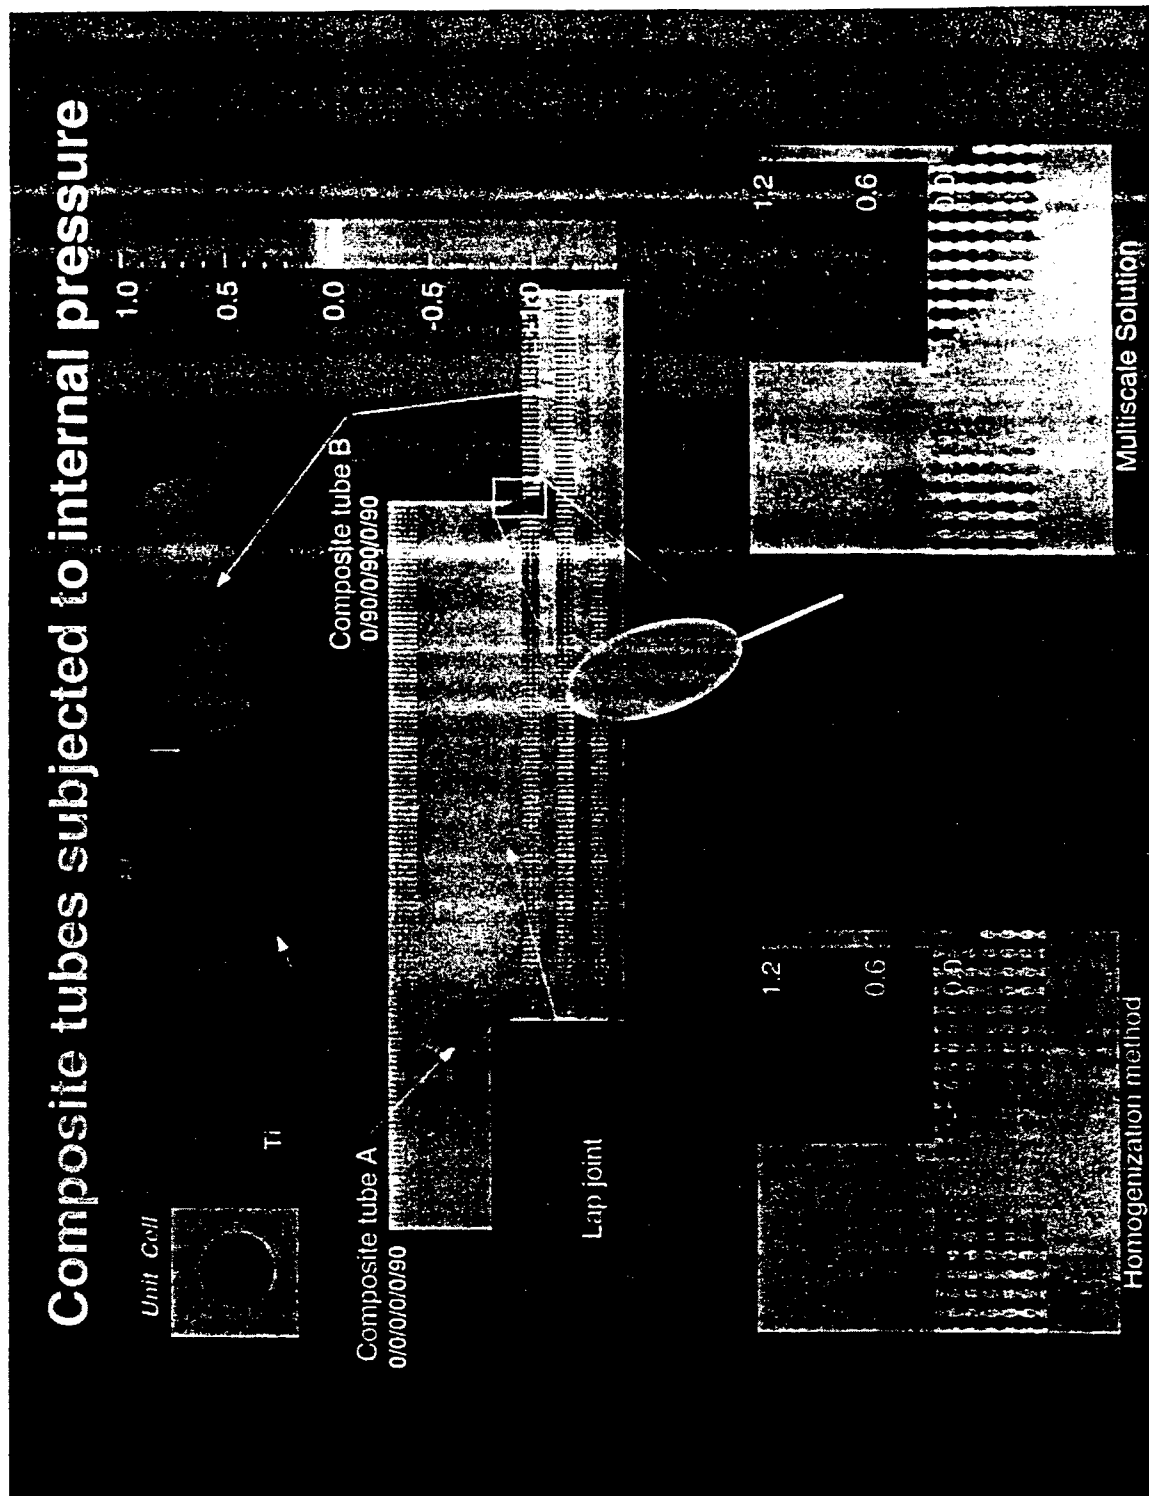 Composite tubes subjected to internal pressure
Unit Cell
Ti
1.0
0.5
0.0
-0.5
Composite tube B
0/90/0/90/0/90
Composite tube A
0/0/0/0/0/90
Lap joint
1.2
0.6
0.0
Homogenization method
1.2
0.6
0.0
Multiscale Solution